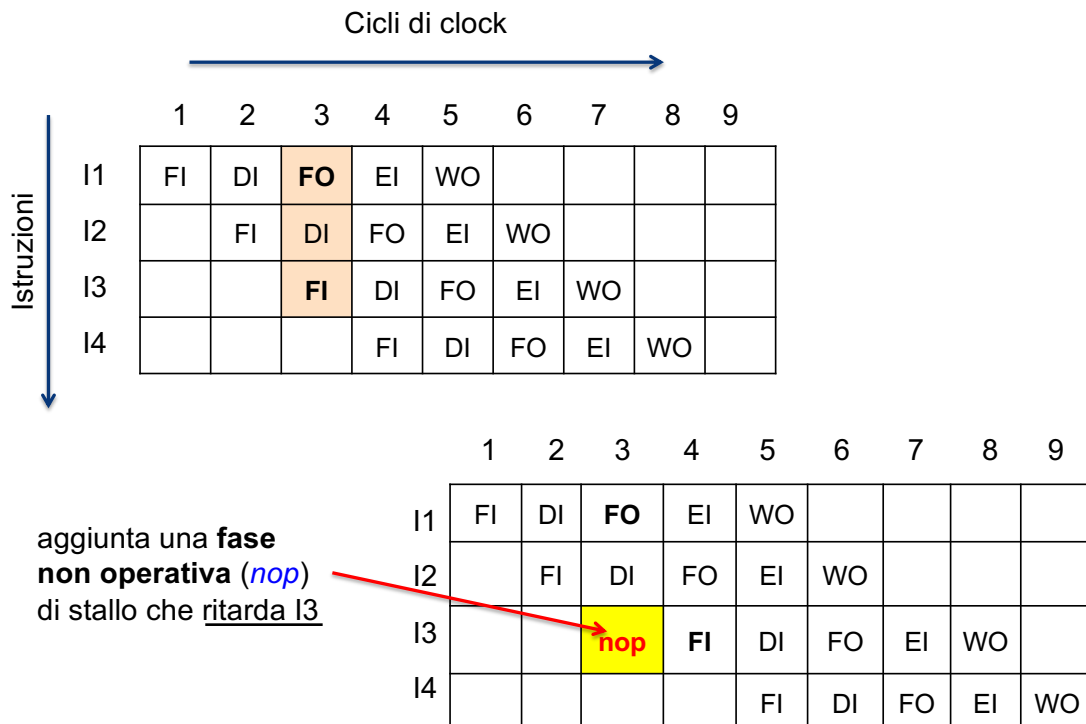 Cicli di clock
1 2 3 4 5 6 7 8 9
Istruzioni
I1 FI DI FO EI WO
I2 FI DI FO EI WO
I3 FI DI FO EI WO
I4 FI DI FO EI WO
1 2 3 4 5 6 7 8 9
I1 FI DI FO EI WO
I2 FI DI FO EI WO
I3 nop FI DI FO EI WO
I4 FI DI FO EI WO
aggiunta una fase
non operativa (nop)
di stallo che ritarda I3